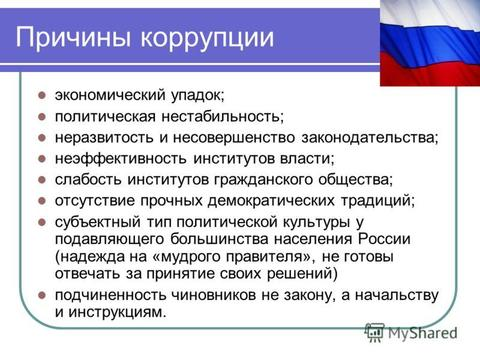 Причины коррупции
экономический упадок;
политическая нестабильность;
неразвитость и несовершенство законодательства;
неэффективность институтов власти;
слабость институтов гражданского общества;
отсутствие прочных демократических традиций;
субъектный тип политической культуры у
подавляющего большинства населения России
(надежда на «мудрого правителя», не готовы
отвечать за принятие своих решений)
подчиненность чиновников не закону, а начальству
и инструкциям.
MyShared